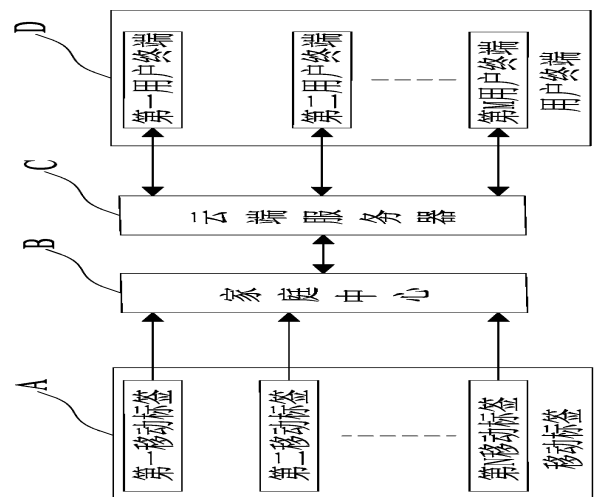 D
第一用户终端
第二用户终端
第M用户终端
用户终端
C
云端服务器
B
家庭中心
A
第一移动标签
第二移动标签
第N移动标签
移动标签